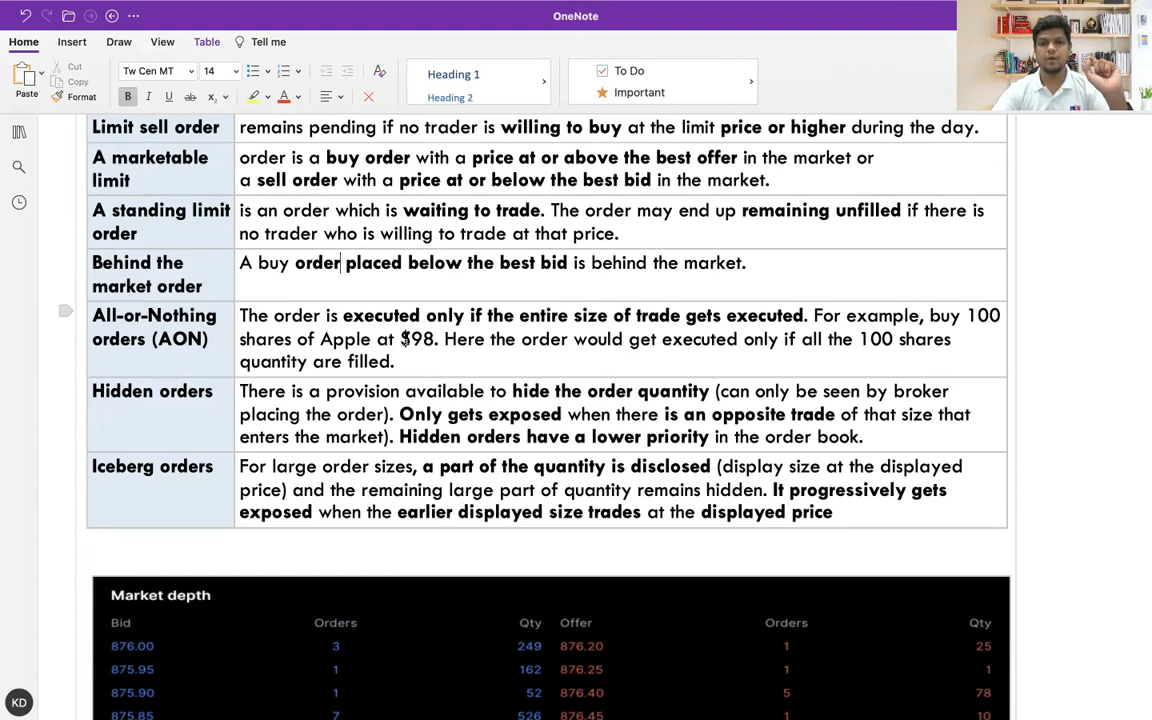 OneNote
Home Insert Draw View Table Tell me
Paste
Cut
Copy
Format
Tw Cen MT 14
B I U ab x₂ A
Heading 1
Heading 2
To Do
Important
Limit sell order
remains pending if no trader is willing to buy at the limit price or higher during the day.
A marketable
limit
order is a buy order with a price at or above the best offer in the market or
a sell order with a price at or below the best bid in the market.
A standing limit
order
is an order which is waiting to trade. The order may end up remaining unfilled if there is
no trader who is willing to trade at that price.
Behind the
market order
A buy order placed below the best bid is behind the market.
All-or-Nothing
orders (AON)
The order is executed only if the entire size of trade gets executed. For example, buy 100
shares of Apple at $98. Here the order would get executed only if all the 100 shares
quantity are filled.
Hidden orders
There is a provision available to hide the order quantity (can only be seen by broker
placing the order). Only gets exposed when there is an opposite trade of that size that
enters the market). Hidden orders have a lower priority in the order book.
Iceberg orders
For large order sizes, a part of the quantity is disclosed (display size at the displayed
price) and the remaining large part of quantity remains hidden. It progressively gets
exposed when the earlier displayed size trades at the displayed price
Market depth
Bid Orders Qty Offer Orders Qty
876.00 3 249 876.20 1 25
875.95 1 162 876.25 1 1
875.90 1 52 876.40 5 78
875.85 7 526 876.45 1 10
KD